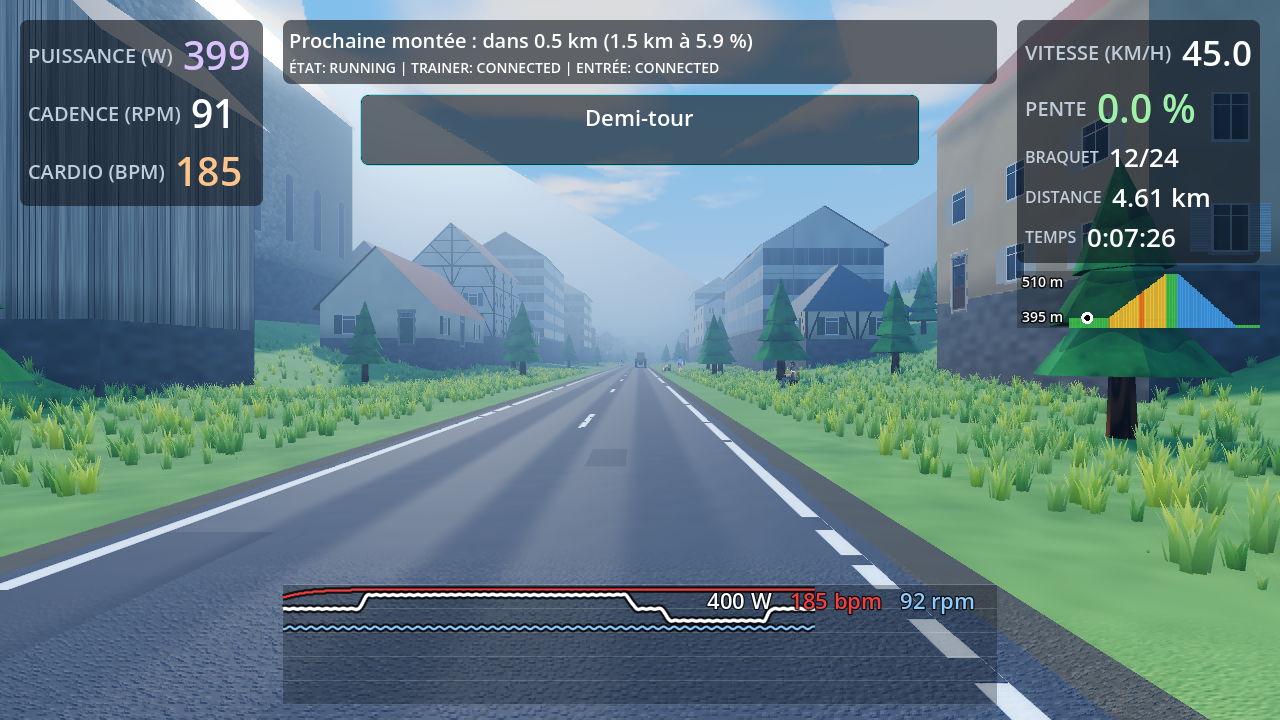 PUISSANCE (W) 399
CADENCE (RPM) 91
CARDIO (BPM) 185
Prochaine montée : dans 0.5 km (1.5 km à 5.9 %)
ÉTAT: RUNNING | TRAINER: CONNECTED | ENTRÉE: CONNECTED
Demi-tour
VITESSE (KM/H) 45.0
PENTE 0.0 %
BRAQUET 12/24
DISTANCE 4.61 km
TEMPS 0:07:26
510 m
395 m
400 W 185 bpm 92 rpm